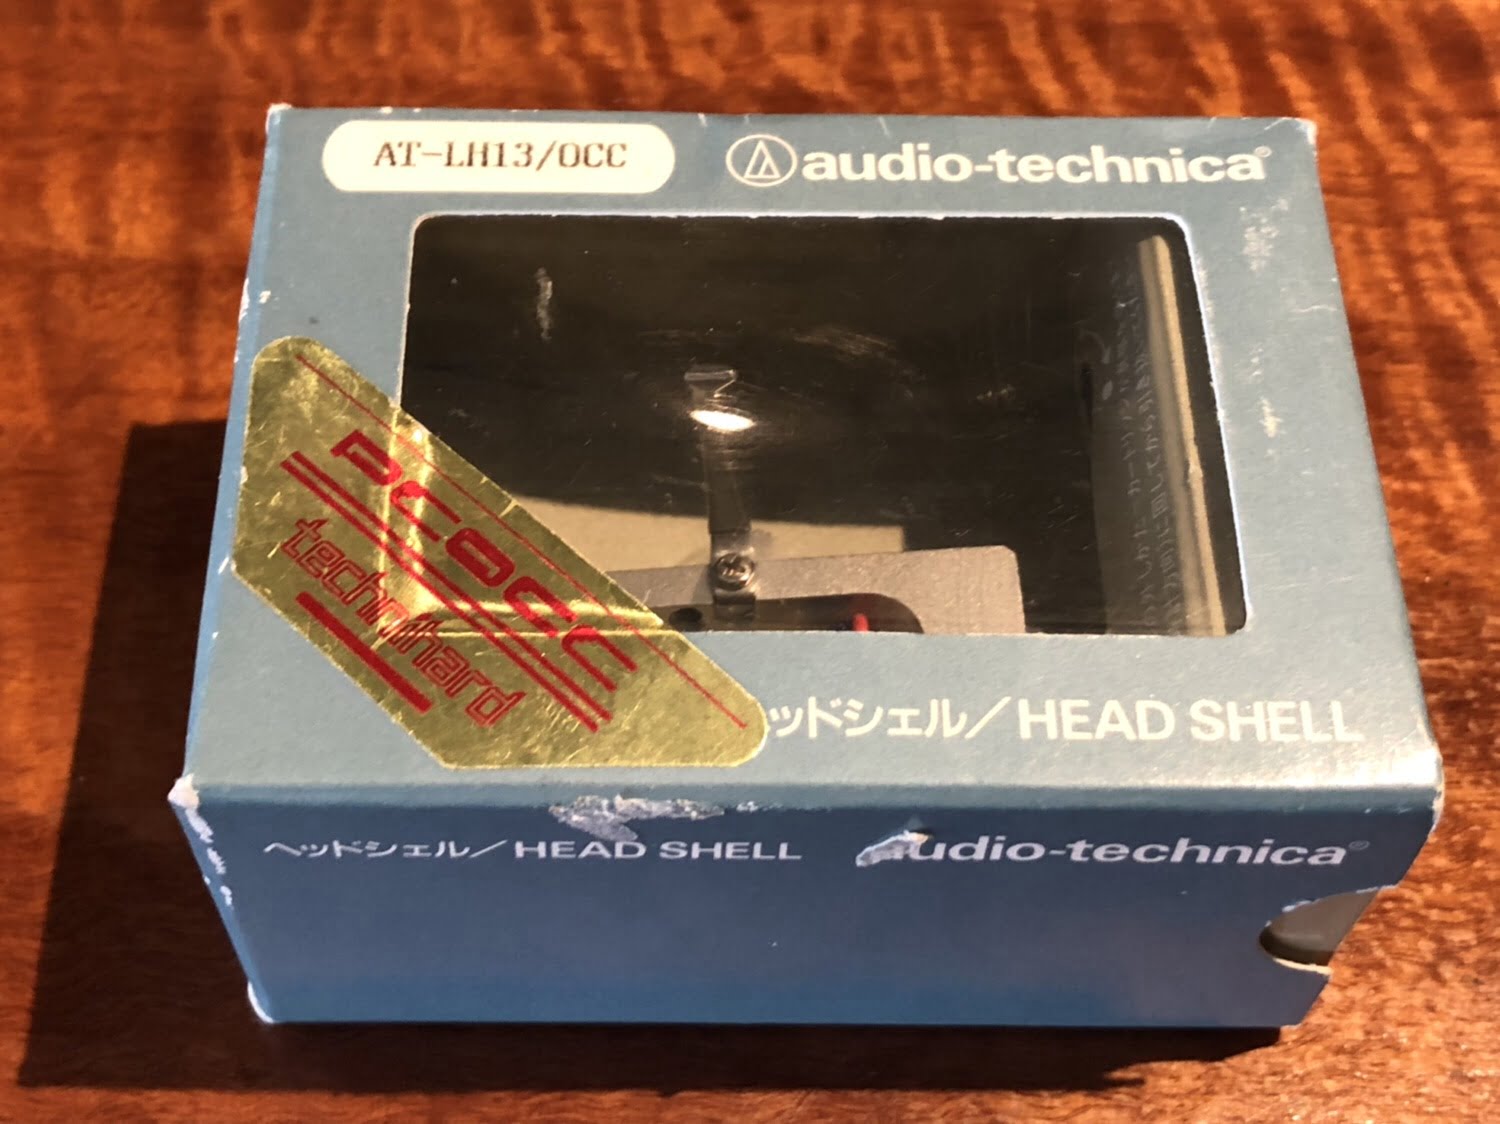 AT-LH13/OCC
audio-technica®
PCOCC
technihard
ッドシェル／HEAD SHELL
ヘッドシェル／HEAD SHELL
audio-technica®